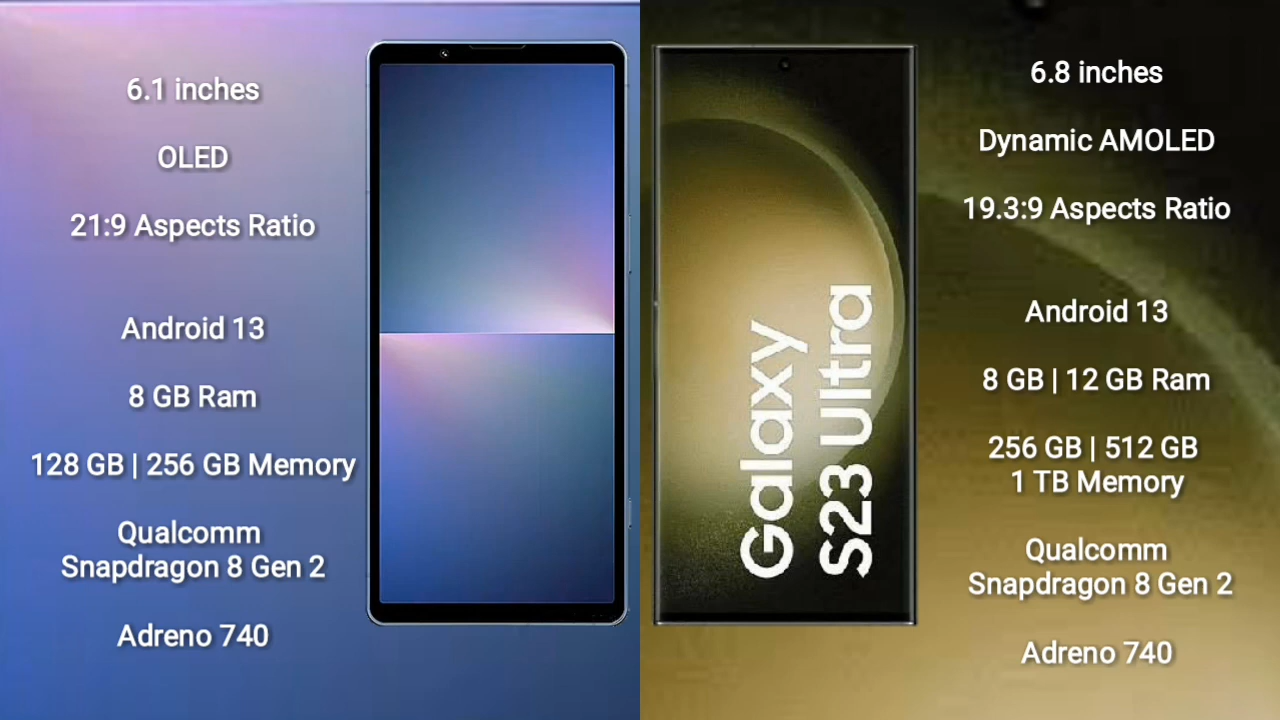 6.1 inches
OLED
21:9 Aspects Ratio
Android 13
8 GB Ram
128 GB | 256 GB Memory
Qualcomm
Snapdragon 8 Gen 2
Adreno 740
Galaxy
S23 Ultra
6.8 inches
Dynamic AMOLED
19.3:9 Aspects Ratio
Android 13
8 GB | 12 GB Ram
256 GB | 512 GB
1 TB Memory
Qualcomm
Snapdragon 8 Gen 2
Adreno 740